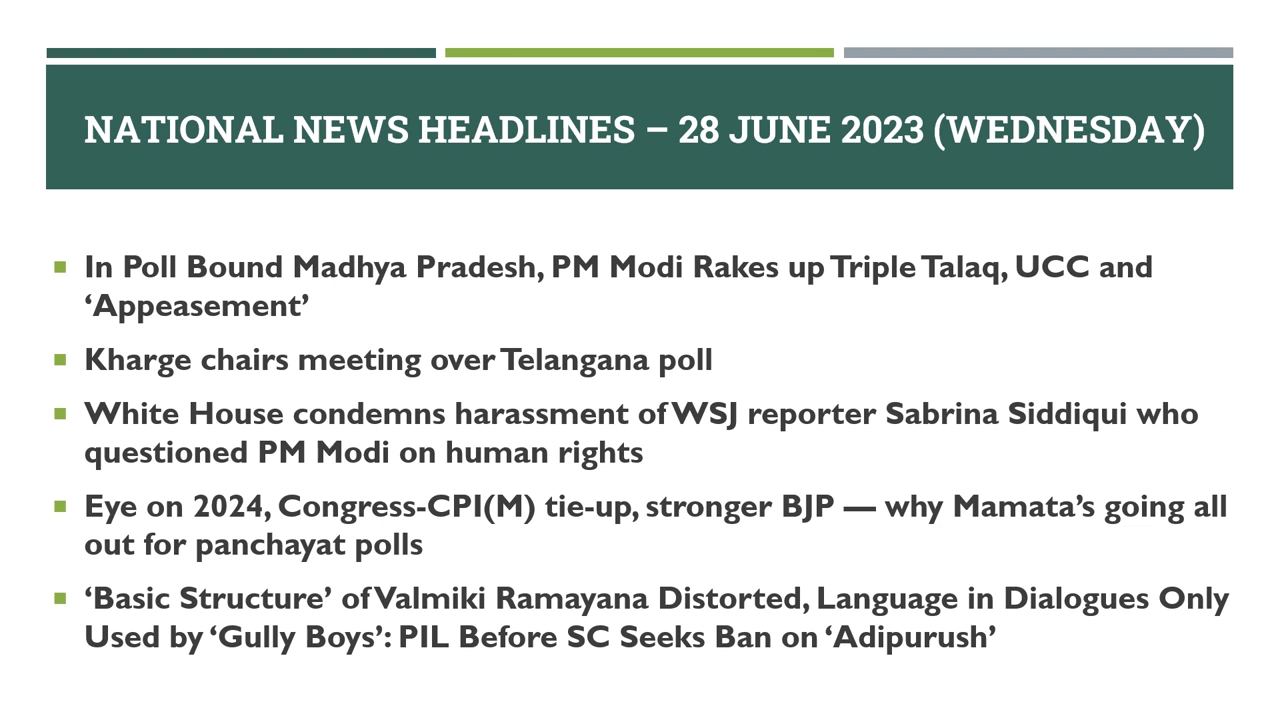 NATIONAL NEWS HEADLINES – 28 JUNE 2023 (WEDNESDAY)
In Poll Bound Madhya Pradesh, PM Modi Rakes up Triple Talaq, UCC and
‘Appeasement’
Kharge chairs meeting over Telangana poll
White House condemns harassment of WSJ reporter Sabrina Siddiqui who
questioned PM Modi on human rights
Eye on 2024, Congress-CPI(M) tie-up, stronger BJP — why Mamata’s going all
out for panchayat polls
‘Basic Structure’ of Valmiki Ramayana Distorted, Language in Dialogues Only
Used by ‘Gully Boys’: PIL Before SC Seeks Ban on ‘Adipurush’